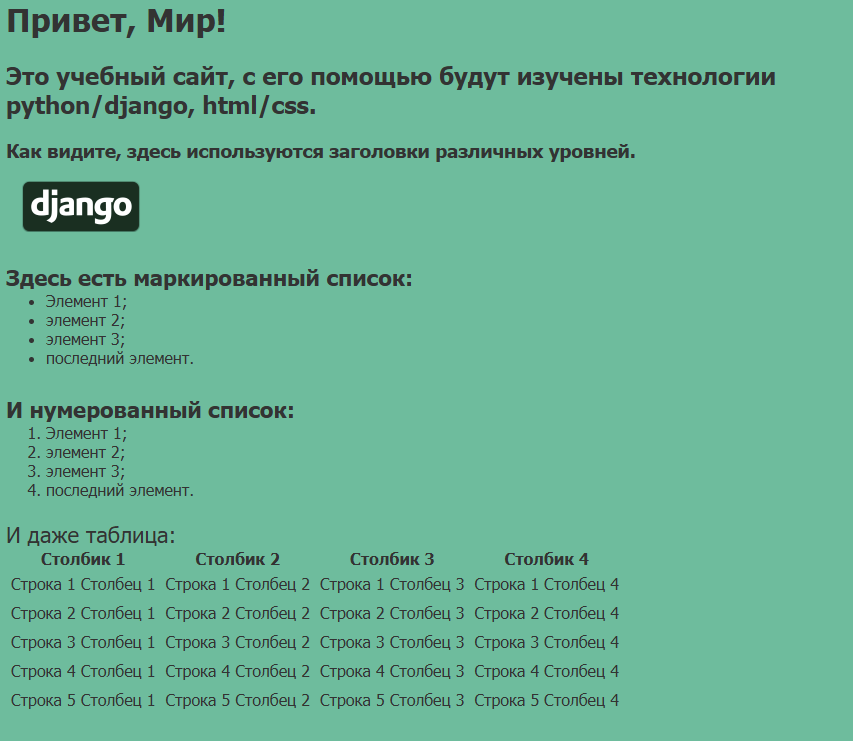 Привет, Мир!
Это учебный сайт, с его помощью будут изучены технологии
python/django, html/css.
Как видите, здесь используются заголовки различных уровней.
django
Здесь есть маркированный список:
• Элемент 1;
• элемент 2;
• элемент 3;
• последний элемент.
И нумерованный список:
1. Элемент 1;
2. элемент 2;
3. элемент 3;
4. последний элемент.
И даже таблица:
Столбик 1 Столбик 2 Столбик 3 Столбик 4
Строка 1 Столбец 1 Строка 1 Столбец 2 Строка 1 Столбец 3 Строка 1 Столбец 4
Строка 2 Столбец 1 Строка 2 Столбец 2 Строка 2 Столбец 3 Строка 2 Столбец 4
Строка 3 Столбец 1 Строка 3 Столбец 2 Строка 3 Столбец 3 Строка 3 Столбец 4
Строка 4 Столбец 1 Строка 4 Столбец 2 Строка 4 Столбец 3 Строка 4 Столбец 4
Строка 5 Столбец 1 Строка 5 Столбец 2 Строка 5 Столбец 3 Строка 5 Столбец 4